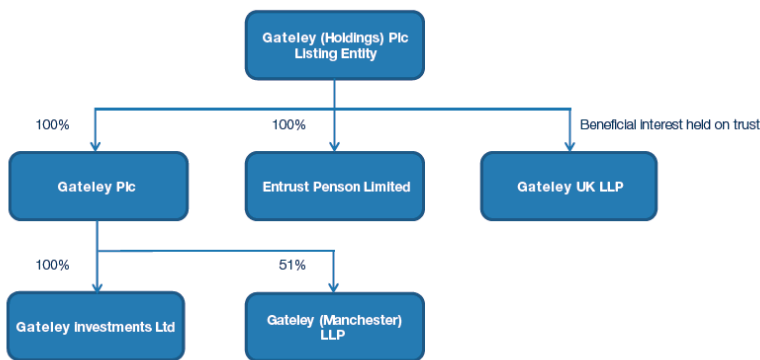 Gateley (Holdings) Plc
Listing Entity
100%
100%
Beneficial interest held on trust
Gateley Plc
Entrust Penson Limited
Gateley UK LLP
100%
51%
Gateley Investments Ltd
Gateley (Manchester)
LLP